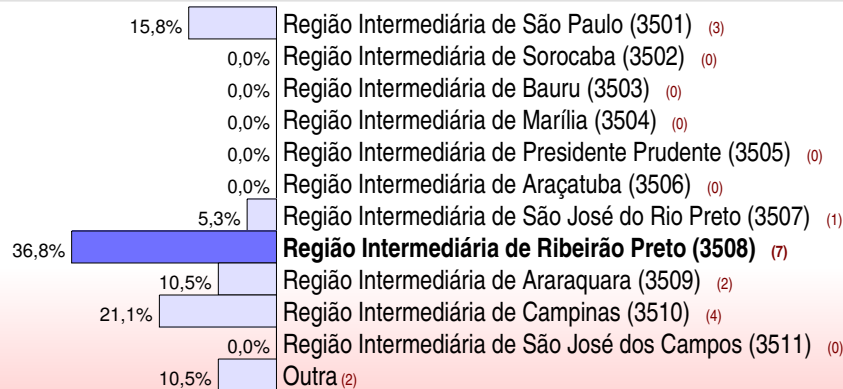 15,8% Região Intermediária de São Paulo (3501) (3)
0,0% Região Intermediária de Sorocaba (3502) (0)
0,0% Região Intermediária de Bauru (3503) (0)
0,0% Região Intermediária de Marília (3504) (0)
0,0% Região Intermediária de Presidente Prudente (3505) (0)
0,0% Região Intermediária de Araçatuba (3506) (0)
5,3% Região Intermediária de São José do Rio Preto (3507) (1)
36,8% Região Intermediária de Ribeirão Preto (3508) (7)
10,5% Região Intermediária de Araraquara (3509) (2)
21,1% Região Intermediária de Campinas (3510) (4)
0,0% Região Intermediária de São José dos Campos (3511) (0)
10,5% Outra (2)